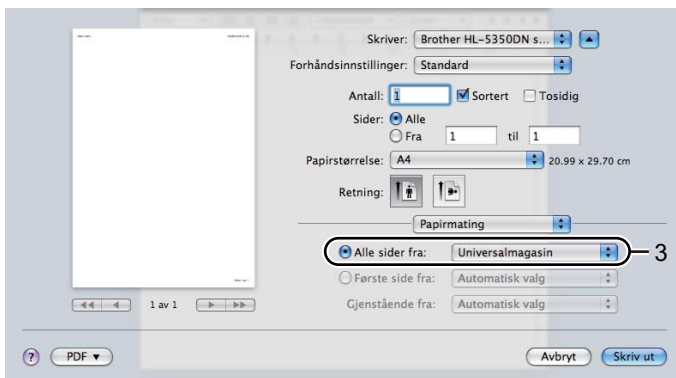 Skriver: Brother HL-5350DN s...
Forhåndsinnstillinger: Standard
Antall: 1 Sortert Tosidig
Sider: Alle
Fra 1 til 1
Papirstørrelse: A4 20.99 x 29.70 cm
Retning:
Papirmating
Alle sider fra: Universalmagasin 3
Første side fra: Automatisk valg
Gjenstående fra: Automatisk valg
1 av 1
? PDF Avbryt Skriv ut